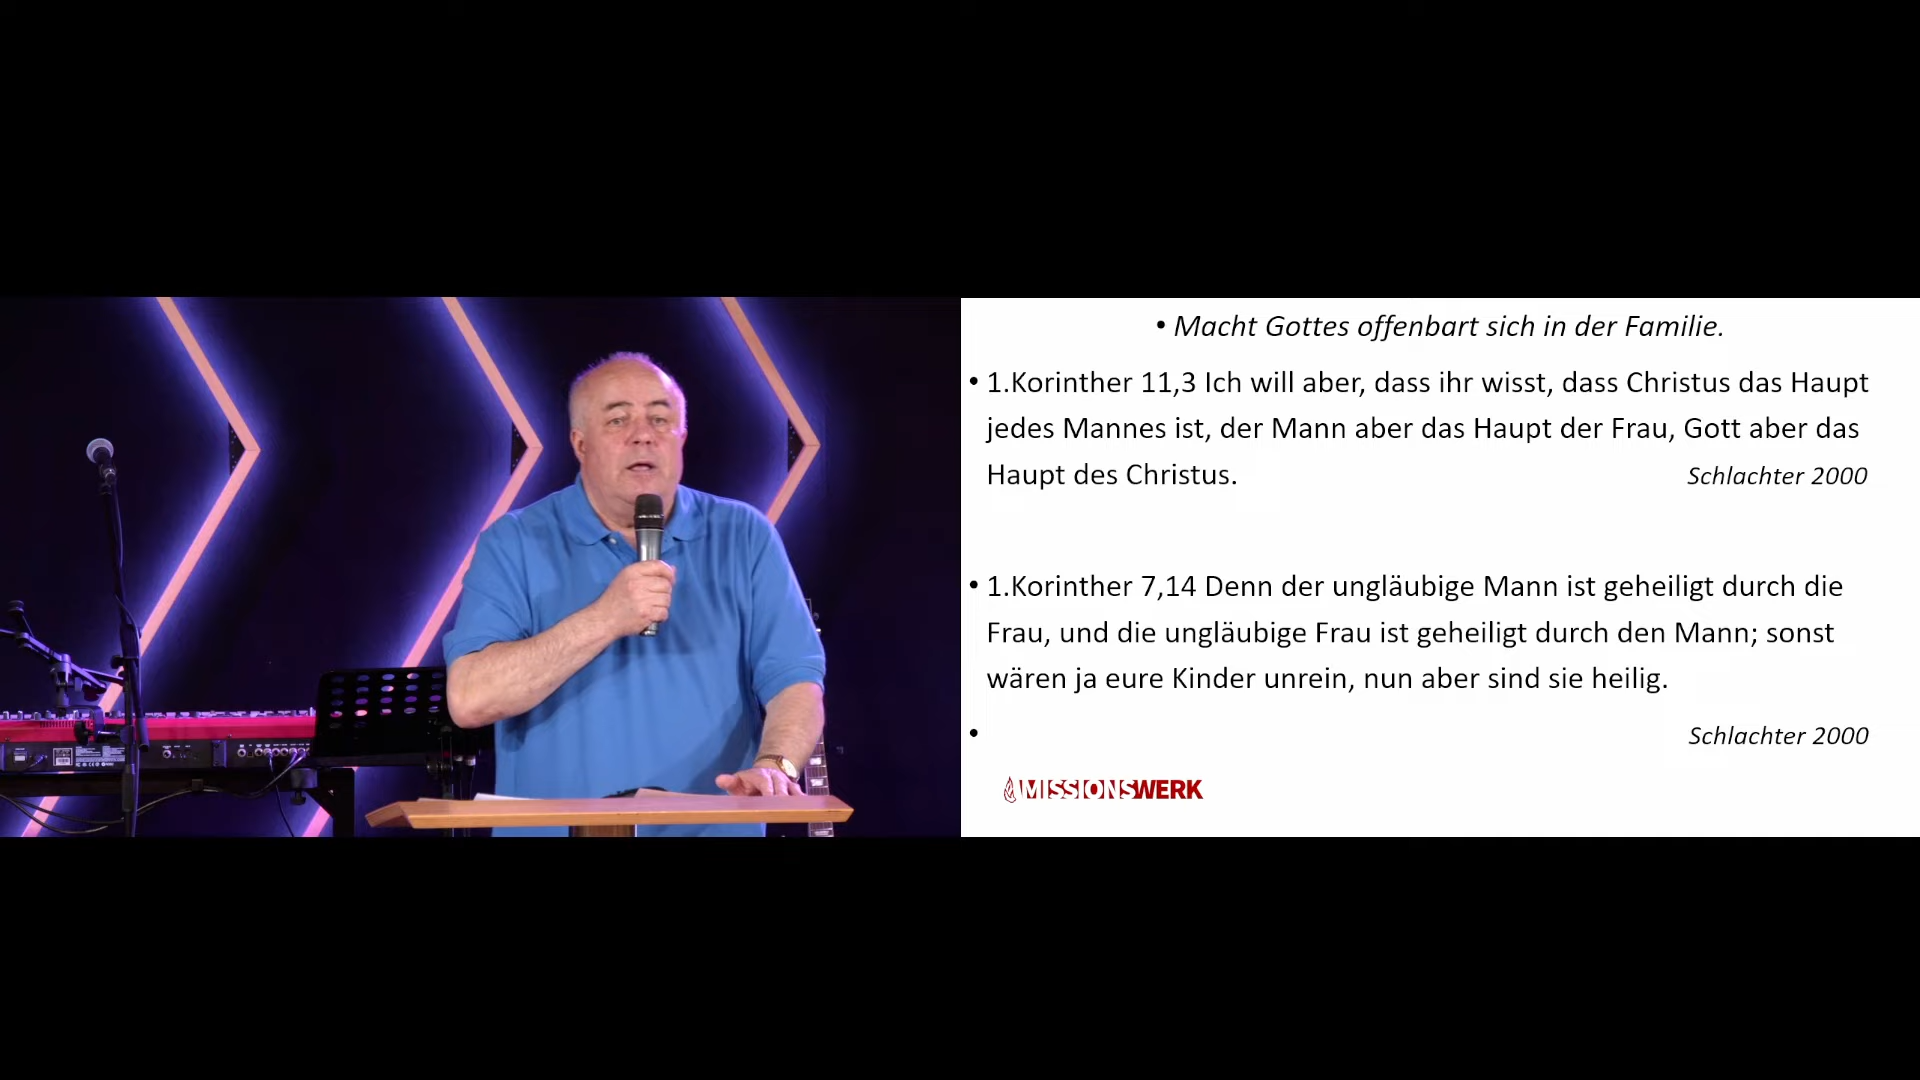 • Macht Gottes offenbart sich in der Familie.
• 1.Korinther 11,3 Ich will aber, dass ihr wisst, dass Christus das Haupt
jedes Mannes ist, der Mann aber das Haupt der Frau, Gott aber das
Haupt des Christus. Schlachter 2000
• 1.Korinther 7,14 Denn der ungläubige Mann ist geheiligt durch die
Frau, und die ungläubige Frau ist geheiligt durch den Mann; sonst
wären ja eure Kinder unrein, nun aber sind sie heilig.
• Schlachter 2000
MISSIONSWERK